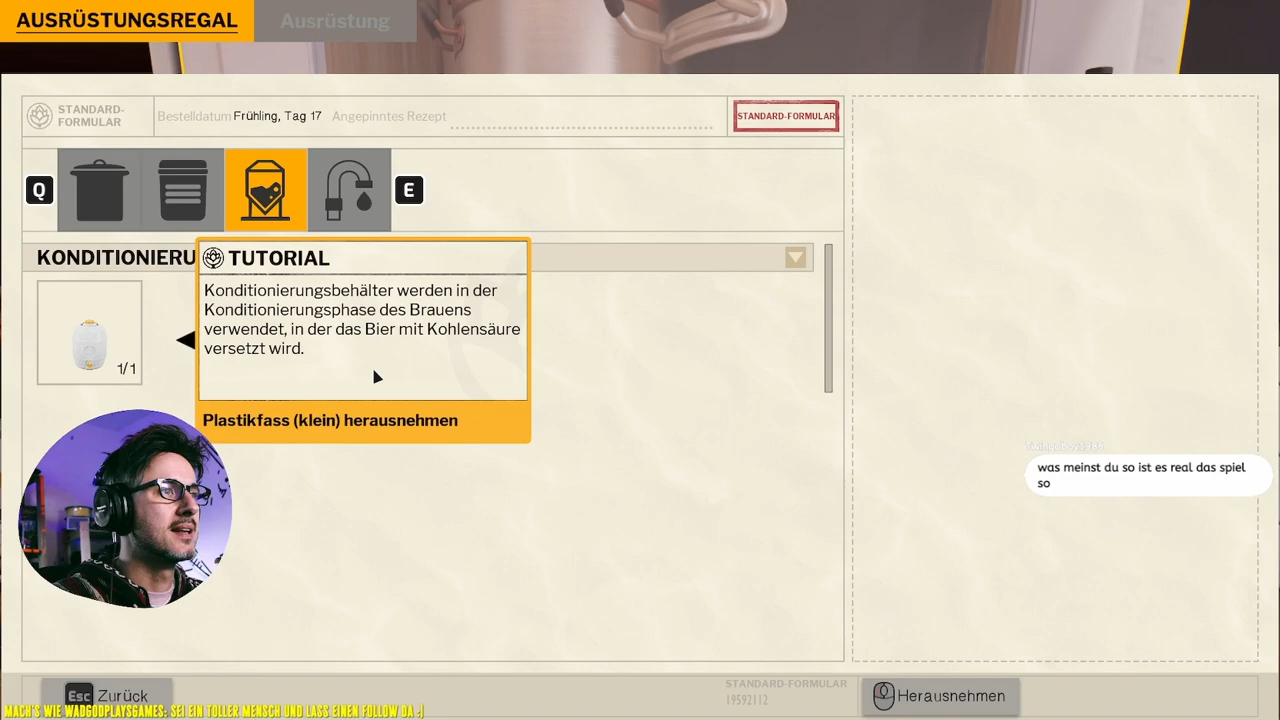 AUSRÜSTUNGSREGAL
Ausrüstung
STANDARD-
FORMULAR
Bestelldatum Frühling, Tag 17 Angepinntes Rezept
STANDARD-FORMULAR
Q
E
KONDITIONIERU
TUTORIAL
Konditionierungsbehälter werden in der
Konditionierungsphase des Brauens
verwendet, in der das Bier mit Kohlensäure
versetzt wird.
1/1
Plastikfass (klein) herausnehmen
was meinst du so ist es real das spiel
so
Esc Zurück
STANDARD-FORMULAR
19592112
Herausnehmen
MACH'S WIE WADGODPLAYSGAMES: SEI EIN TOLLER MENSCH UND LASS EINEN FOLLOW DA :)